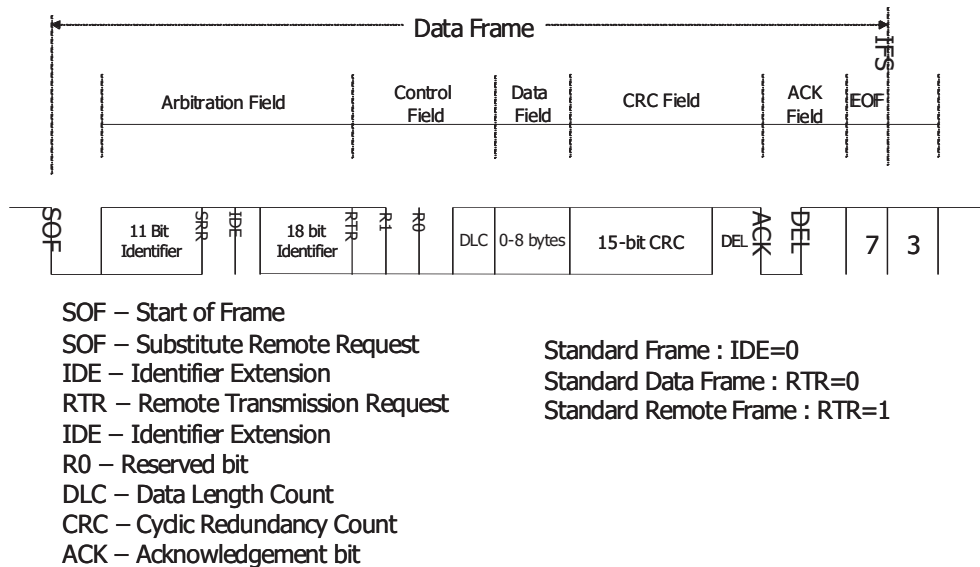 Data Frame
IFS
Arbitration Field
Control
Field
Data
Field
CRC Field
ACK
Field
EOF
SOF
11 Bit
Identifier
SRR
IDE
18 bit
Identifier
RTR
R1
R0
DLC
0-8 bytes
15-bit CRC
DEL
ACK
DEL
7
3
SOF – Start of Frame
SOF – Substitute Remote Request
IDE – Identifier Extension
RTR – Remote Transmission Request
IDE – Identifier Extension
R0 – Reserved bit
DLC – Data Length Count
CRC – Cyclic Redundancy Count
ACK – Acknowledgement bit
Standard Frame : IDE=0
Standard Data Frame : RTR=0
Standard Remote Frame : RTR=1